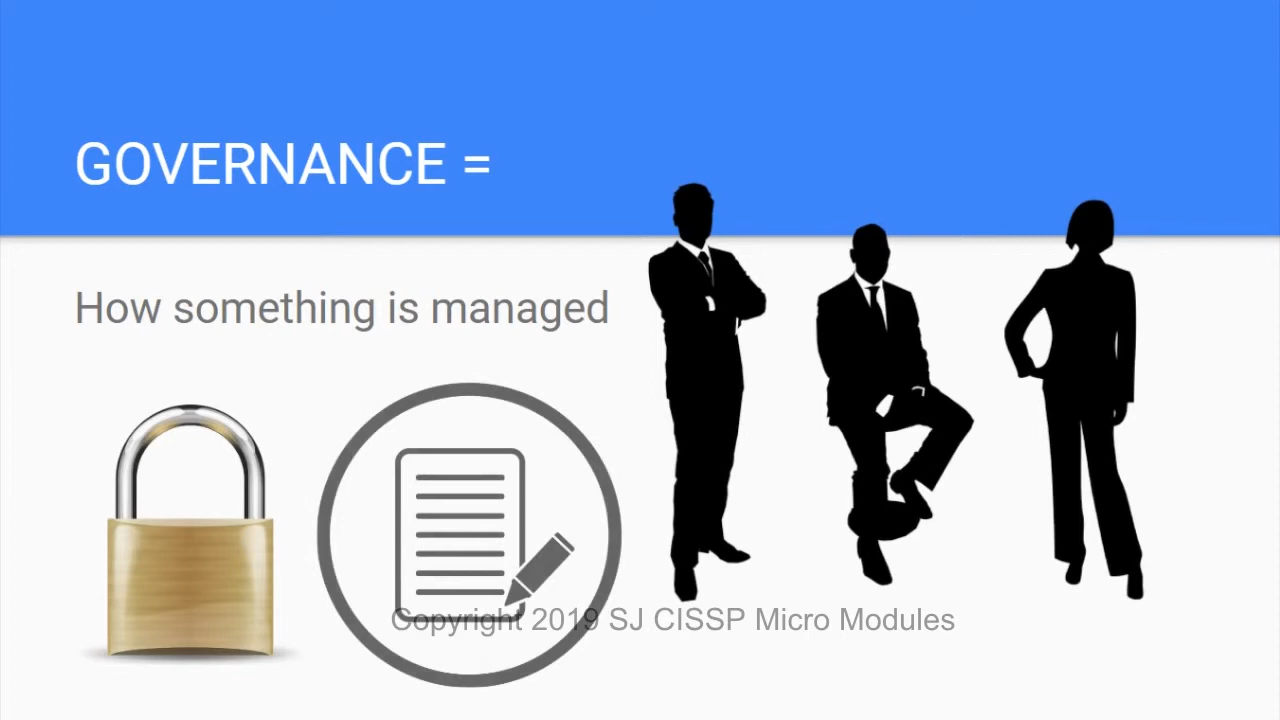 GOVERNANCE =
How something is managed
Copyright 2019 SJ CISSP Micro Modules